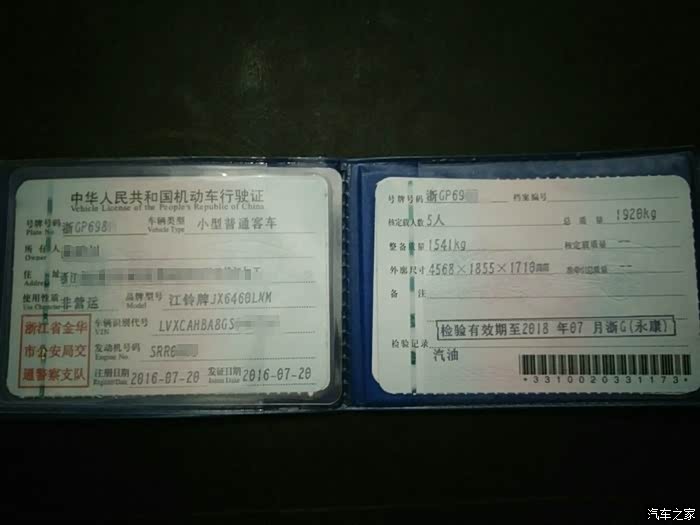 中华人民共和国机动车行驶证
Vehicle License of the People's Republic of China
号牌号码 浙GP698 车辆类型 小型普通客车
Plate No. Vehicle Type
所有人
Owner
住址 浙江
使用性质 非营运 品牌型号 江铃牌JX6460LNM
Use Character Model
浙江省金华
市公安局交
通警察支队
车辆识别代号 LVXCAHBA8GS
VIN
发动机号码 SRR6
Engine No.
注册日期 2016-07-20 发证日期 2016-07-20
Register Date Issue Date
号牌号码 浙GP69 档案编号
核定载人数 5人 总质量 1920kg
整备质量 1541kg 核定载质量 --
外廓尺寸 4568×1855×1710mm 准牵引总质量 --
备注
检验有效期至2018 年07 月浙G(永康)
检验记录
汽油
*3310020331173*
汽车之家